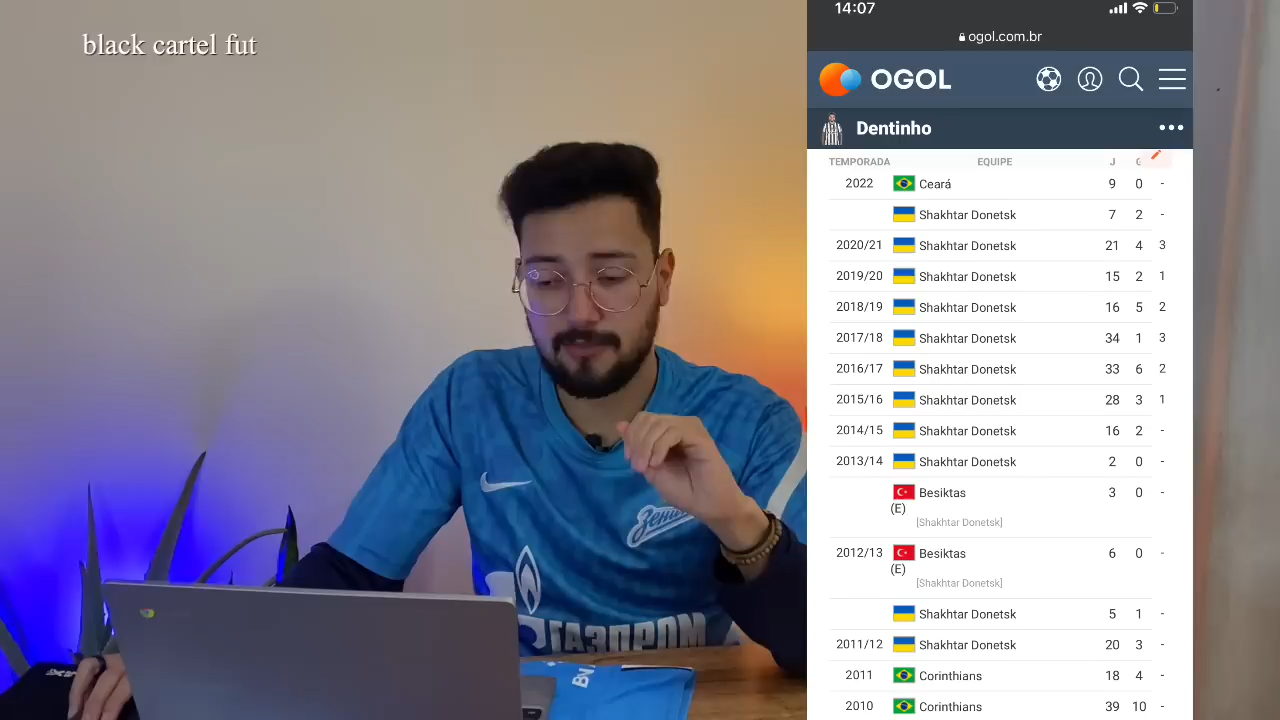 black cartel fut
14:07
ogol.com.br
OGOL
Dentinho
TEMPORADA EQUIPE J G
2022 Ceará 9 0 -
Shakhtar Donetsk 7 2 -
2020/21 Shakhtar Donetsk 21 4 3
2019/20 Shakhtar Donetsk 15 2 1
2018/19 Shakhtar Donetsk 16 5 2
2017/18 Shakhtar Donetsk 34 1 3
2016/17 Shakhtar Donetsk 33 6 2
2015/16 Shakhtar Donetsk 28 3 1
2014/15 Shakhtar Donetsk 16 2 -
2013/14 Shakhtar Donetsk 2 0 -
Besiktas 3 0 -
(E)
[Shakhtar Donetsk]
2012/13 Besiktas 6 0 -
(E)
[Shakhtar Donetsk]
Shakhtar Donetsk 5 1 -
2011/12 Shakhtar Donetsk 20 3 -
2011 Corinthians 18 4 -
2010 Corinthians 39 10 -
Зенит
ГАЗПРОМ